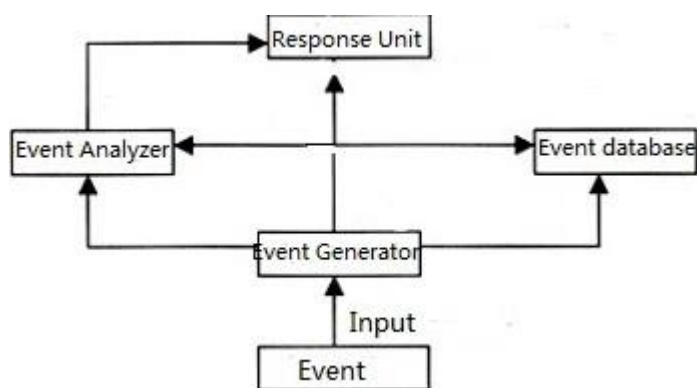 Response Unit
Event Analyzer
Event database
Event Generator
Input
Event